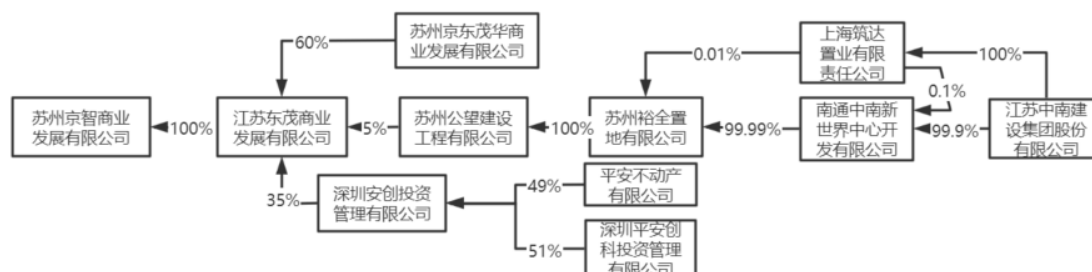 苏州京东茂华商
业发展有限公司
60%
上海筑达
置业有限
责任公司
0.01%
100%
0.1%
苏州京智商业
发展有限公司
100%
江苏东茂商业
发展有限公司
5%
苏州公望建设
工程有限公司
100%
苏州裕全置
地有限公司
99.99%
南通中南新
世界中心开
发有限公司
99.9%
江苏中南建
设集团股份
有限公司
35%
深圳安创投资
管理有限公司
49%
平安不动产
有限公司
51%
深圳平安创
科投资管理
有限公司